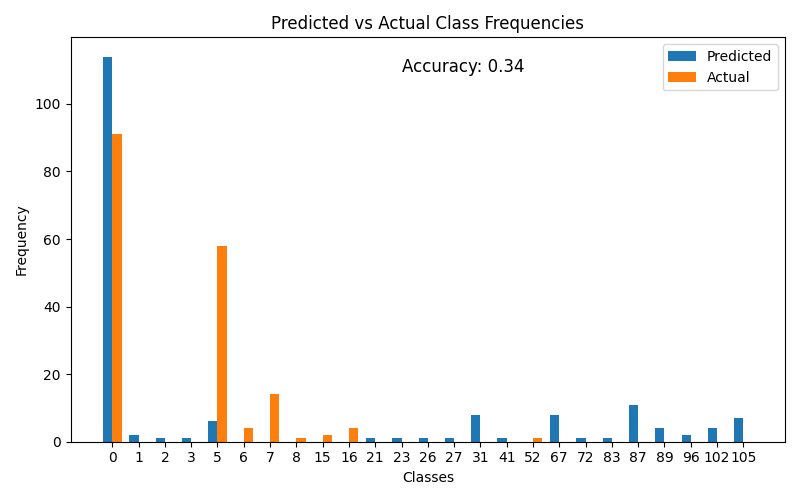 Predicted vs Actual Class Frequencies
Accuracy: 0.34
Predicted
Actual
Frequency
100
80
60
40
20
0
0 1 2 3 5 6 7 8 15 16 21 23 26 27 31 41 52 67 72 83 87 89 96 102 105
Classes